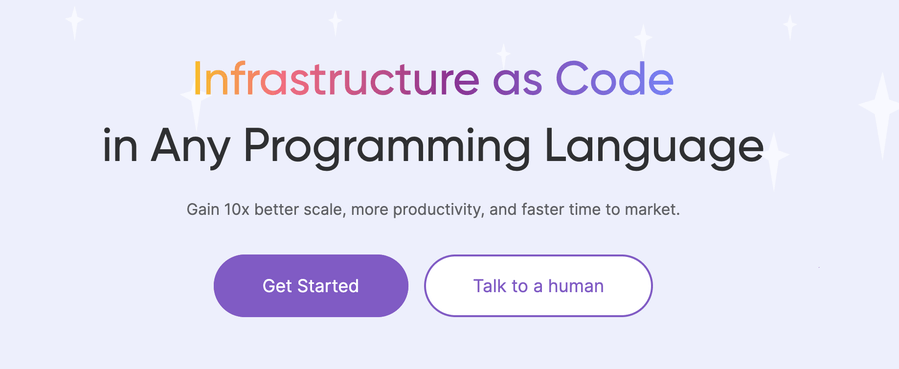 Infrastructure as Code
in Any Programming Language
Gain 10x better scale, more productivity, and faster time to market.
Get Started
Talk to a human